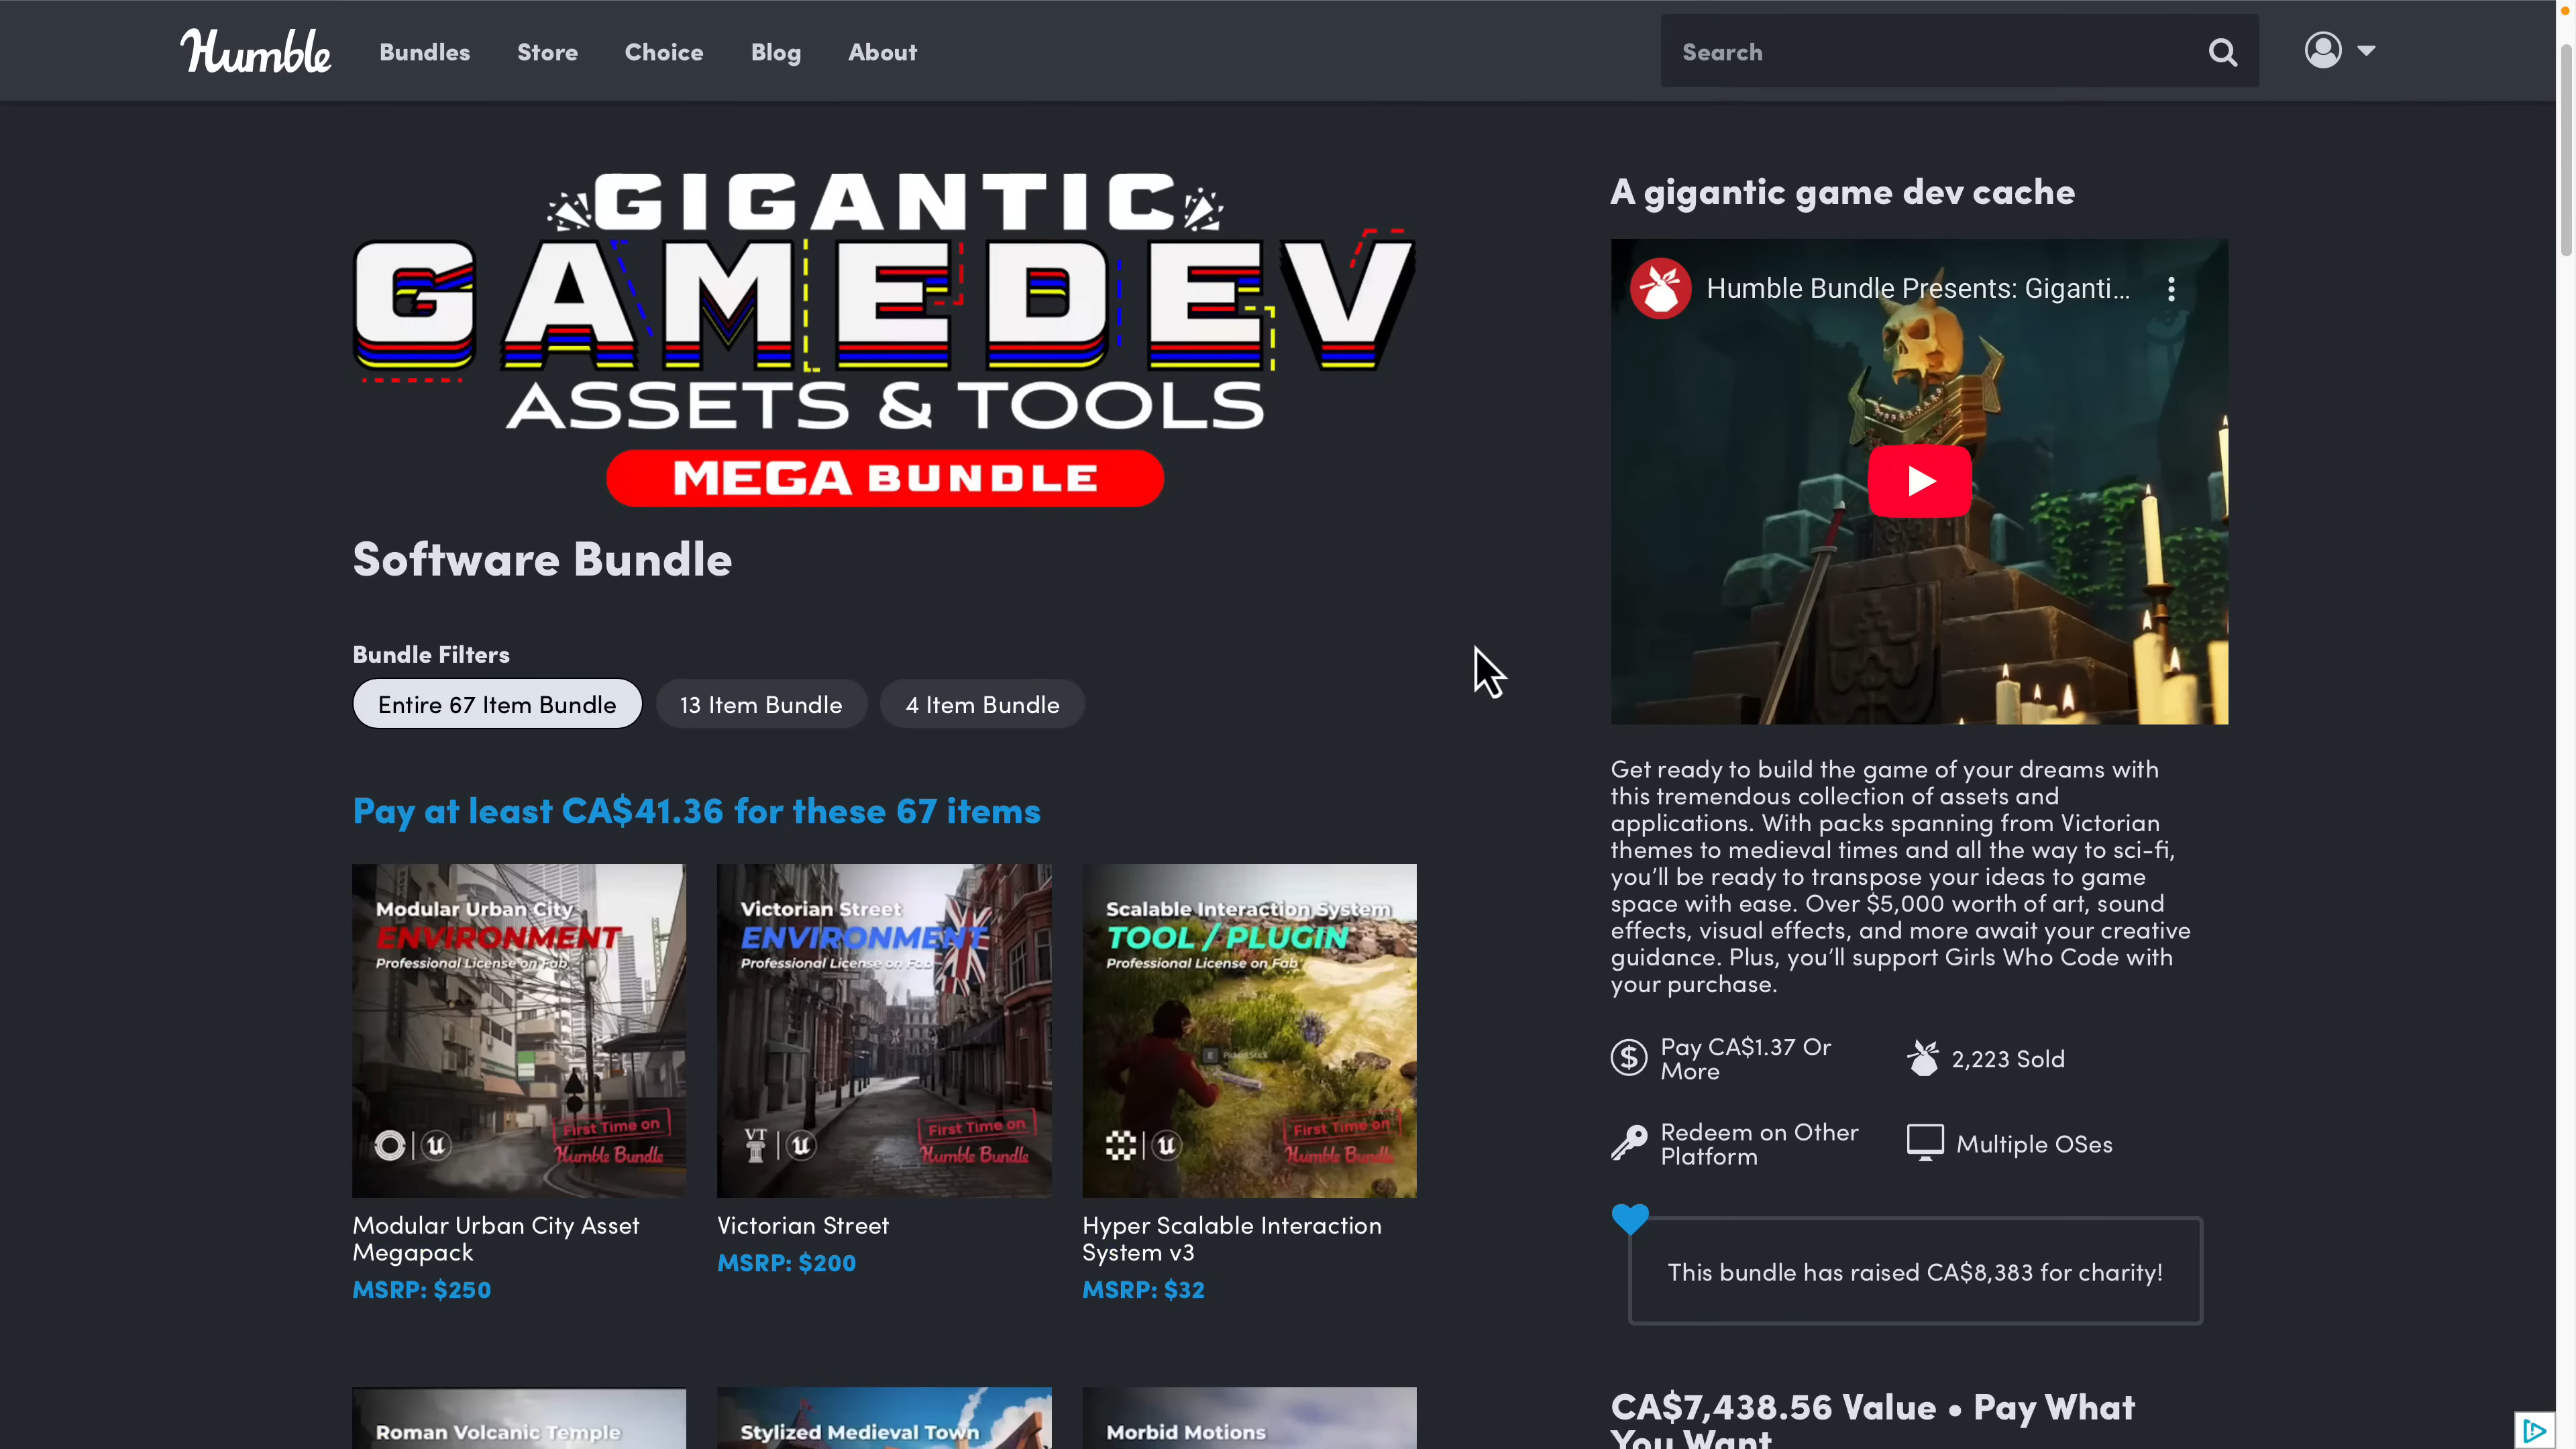 Humble
Bundles
Store
Choice
Blog
About
Search
GIGANTIC
GAMEDEV
ASSETS & TOOLS
MEGA BUNDLE
Software Bundle
Bundle Filters
Entire 67 Item Bundle
13 Item Bundle
4 Item Bundle
Pay at least CA$41.36 for these 67 items
Modular Urban City
ENVIRONMENT
Professional License on Fab
First Time on
Humble Bundle
Modular Urban City Asset
Megapack
MSRP: $250
Victorian Street
ENVIRONMENT
Professional License on Fab
VT
First Time on
Humble Bundle
Victorian Street
MSRP: $200
Scalable Interaction System
TOOL / PLUGIN
Professional License on Fab
E
First Time on
Humble Bundle
Hyper Scalable Interaction
System v3
MSRP: $32
Roman Volcanic Temple
Stylized Medieval Town
Morbid Motions
A gigantic game dev cache
Humble Bundle Presents: Giganti...
Get ready to build the game of your dreams with
this tremendous collection of assets and
applications. With packs spanning from Victorian
themes to medieval times and all the way to sci-fi,
you'll be ready to transpose your ideas to game
space with ease. Over $5,000 worth of art, sound
effects, visual effects, and more await your creative
guidance. Plus, you'll support Girls Who Code with
your purchase.
Pay CA$1.37 Or
More
2,223 Sold
Redeem on Other
Platform
Multiple OSes
This bundle has raised CA$8,383 for charity!
CA$7,438.56 Value • Pay What
You Want